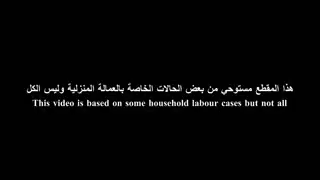 هذا المقطع مستوحي من بعض الحالات الخاصة بالعمالة المنزلية وليس الكل
This video is based on some household labour cases but not all